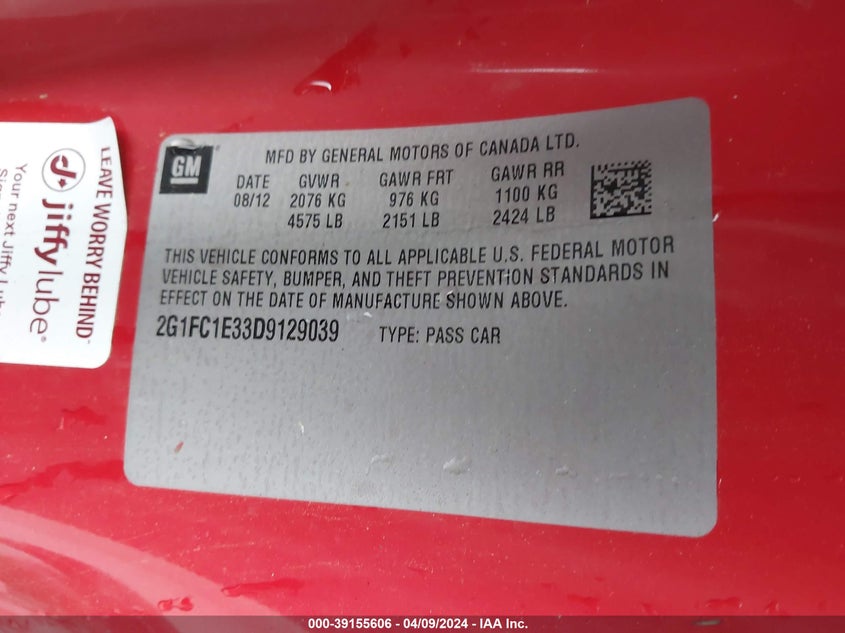 LEAVE WORRY BEHIND
jiffylube®
Your next Jiffy Lube
GM
MFD BY GENERAL MOTORS OF CANADA LTD.
DATE GVWR GAWR FRT GAWR RR
08/12 2076 KG 976 KG 1100 KG
4575 LB 2151 LB 2424 LB
THIS VEHICLE CONFORMS TO ALL APPLICABLE U.S. FEDERAL MOTOR
VEHICLE SAFETY, BUMPER, AND THEFT PREVENTION STANDARDS IN
EFFECT ON THE DATE OF MANUFACTURE SHOWN ABOVE.
2G1FC1E33D9129039 TYPE: PASS CAR
000-39155606 - 04/09/2024 - IAA Inc.